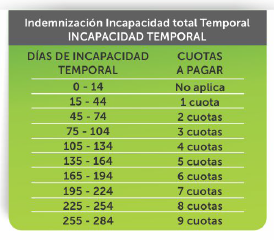 Indemnización Incapacidad total Temporal
INCAPACIDAD TEMPORAL
DÍAS DE INCAPACIDAD TEMPORAL CUOTAS A PAGAR
0 - 14 No aplica
15 - 44 1 cuota
45 - 74 2 cuotas
75 - 104 3 cuotas
105 - 134 4 cuotas
135 - 164 5 cuotas
165 - 194 6 cuotas
195 - 224 7 cuotas
225 - 254 8 cuotas
255 - 284 9 cuotas